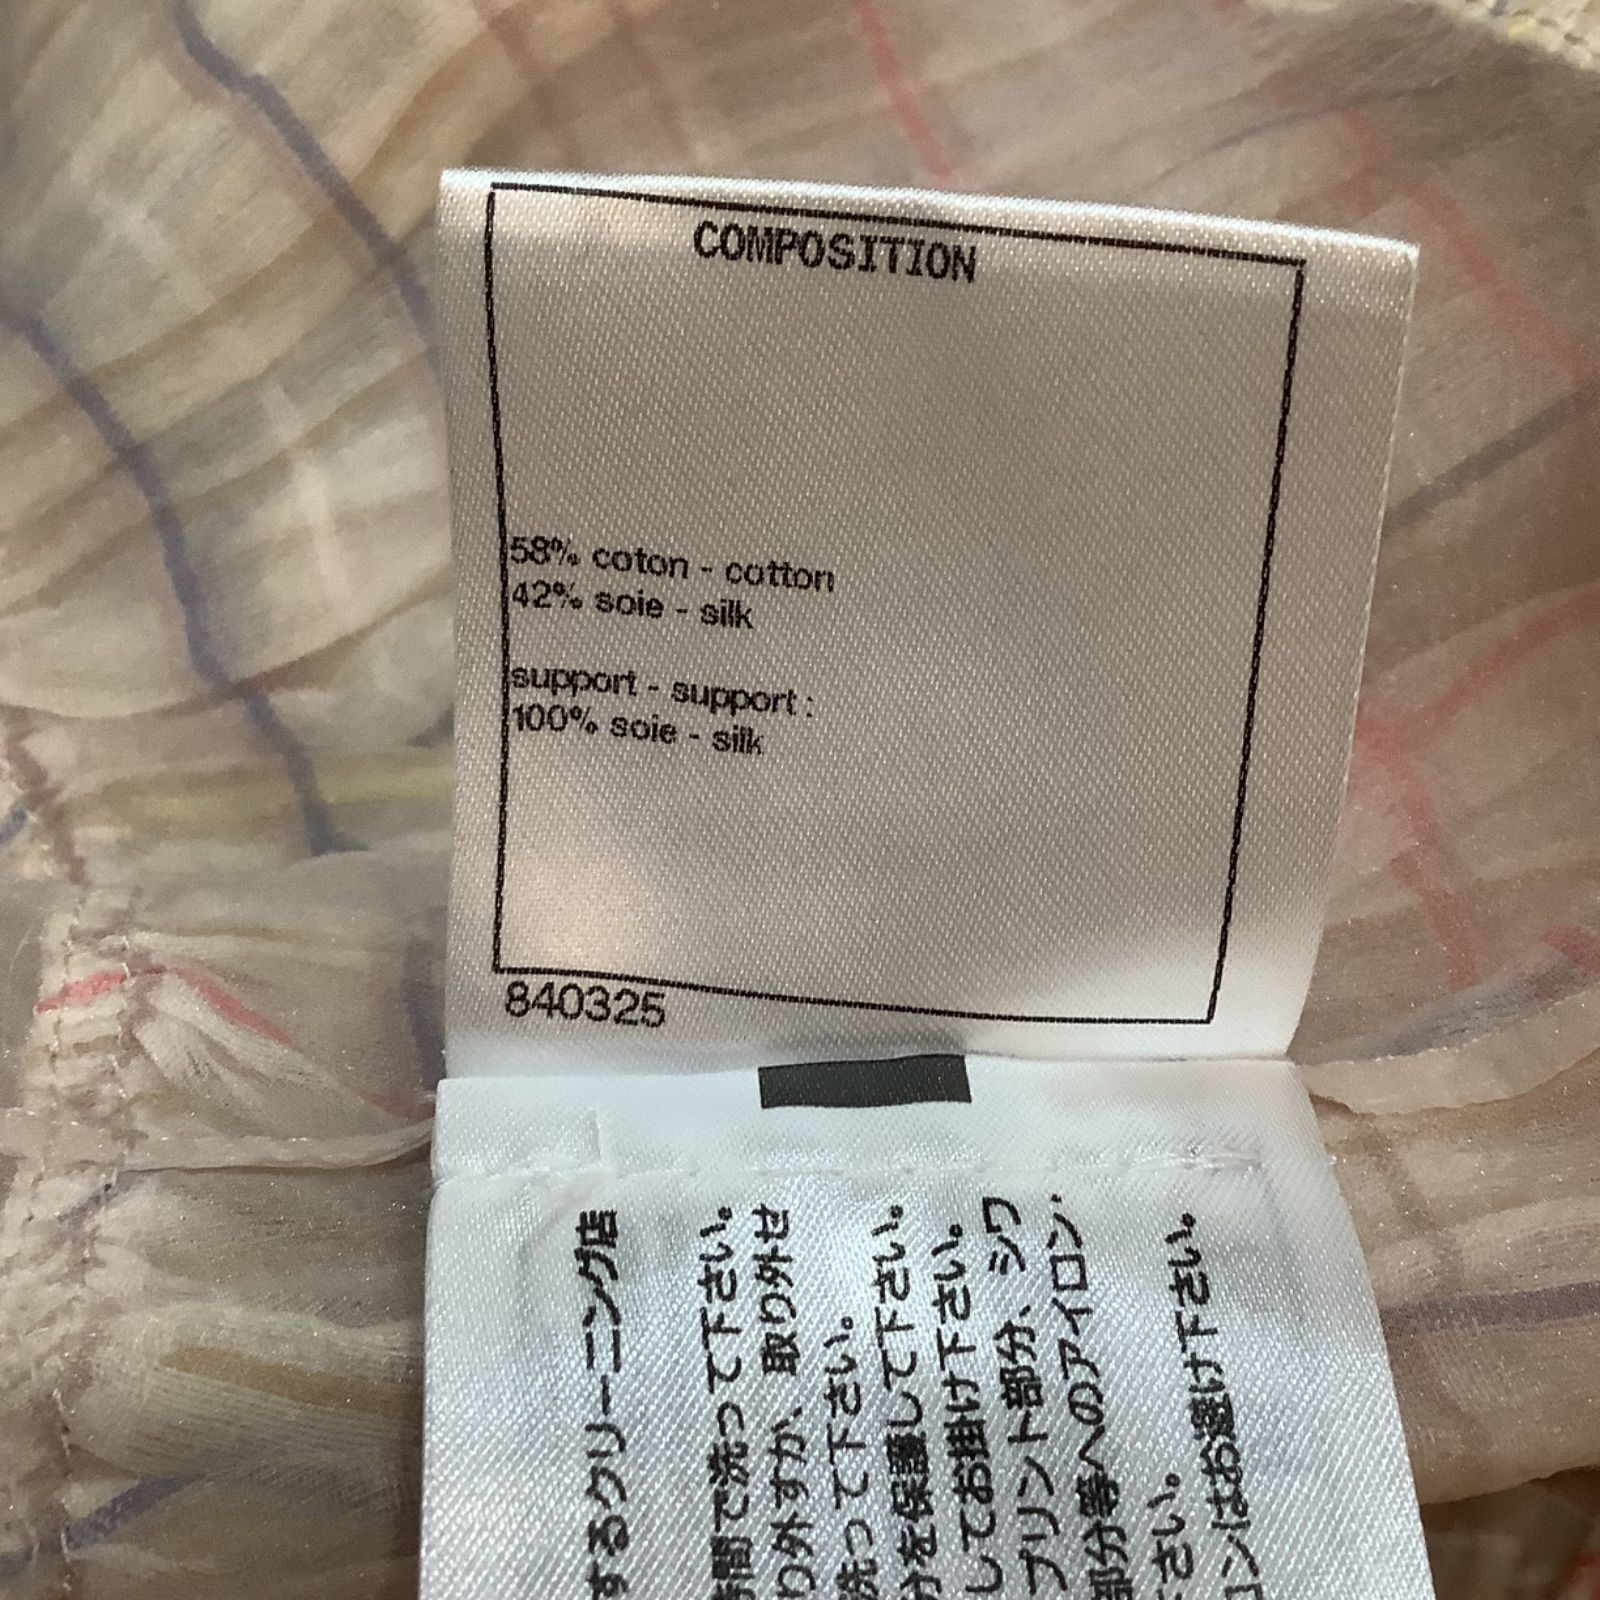 COMPOSITION
58% coton - cotton
42% soie - silk
support - support :
100% soie - silk
840325
するクリーニング店
時間で洗って下さい。
り外すか、取り外せ
洗って下さい。
分を保護して下さい。
してお掛け下さい。
プリント部分、シワ
部分等へのアイロン
ださい。
ロンはお避け下さい。